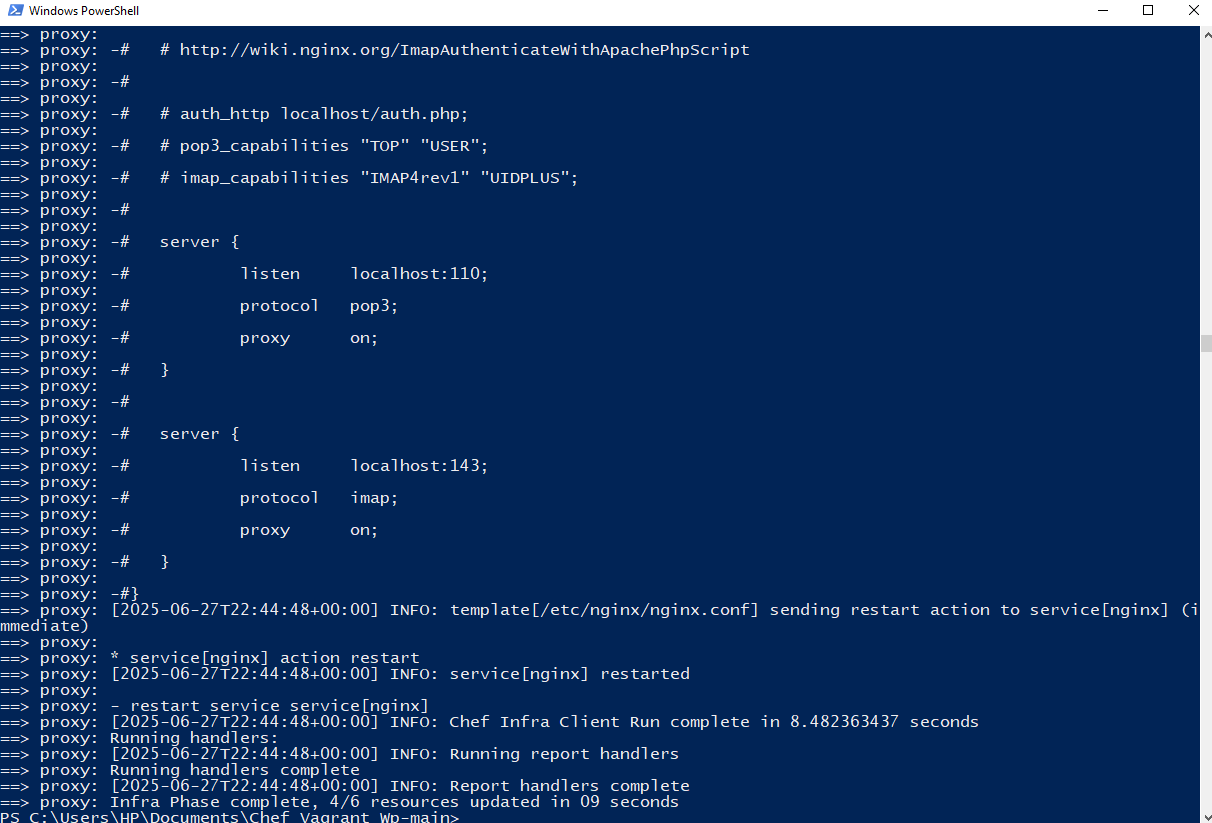 Windows PowerShell
==> proxy:
==> proxy: -#   # http://wiki.nginx.org/ImapAuthenticateWithApachePhpScript
==> proxy:
==> proxy: -#
==> proxy:
==> proxy: -#   # auth_http localhost/auth.php;
==> proxy:
==> proxy: -#   # pop3_capabilities "TOP" "USER";
==> proxy:
==> proxy: -#   # imap_capabilities "IMAP4rev1" "UIDPLUS";
==> proxy:
==> proxy: -#
==> proxy:
==> proxy: -#   server {
==> proxy:
==> proxy: -#           listen     localhost:110;
==> proxy:
==> proxy: -#           protocol   pop3;
==> proxy:
==> proxy: -#           proxy      on;
==> proxy:
==> proxy: -#   }
==> proxy:
==> proxy: -#
==> proxy:
==> proxy: -#   server {
==> proxy:
==> proxy: -#           listen     localhost:143;
==> proxy:
==> proxy: -#           protocol   imap;
==> proxy:
==> proxy: -#           proxy      on;
==> proxy:
==> proxy: -#   }
==> proxy:
==> proxy: -#}
==> proxy: [2025-06-27T22:44:48+00:00] INFO: template[/etc/nginx/nginx.conf] sending restart action to service[nginx] (i
mmediate)
==> proxy:
==> proxy: * service[nginx] action restart
==> proxy: [2025-06-27T22:44:48+00:00] INFO: service[nginx] restarted
==> proxy:
==> proxy: - restart service service[nginx]
==> proxy: [2025-06-27T22:44:48+00:00] INFO: Chef Infra Client Run complete in 8.482363437 seconds
==> proxy: Running handlers:
==> proxy: [2025-06-27T22:44:48+00:00] INFO: Running report handlers
==> proxy: Running handlers complete
==> proxy: [2025-06-27T22:44:48+00:00] INFO: Report handlers complete
==> proxy: Infra Phase complete, 4/6 resources updated in 09 seconds
PS C:\Users\HP\Documents\Chef_Vagrant_Wp-main>